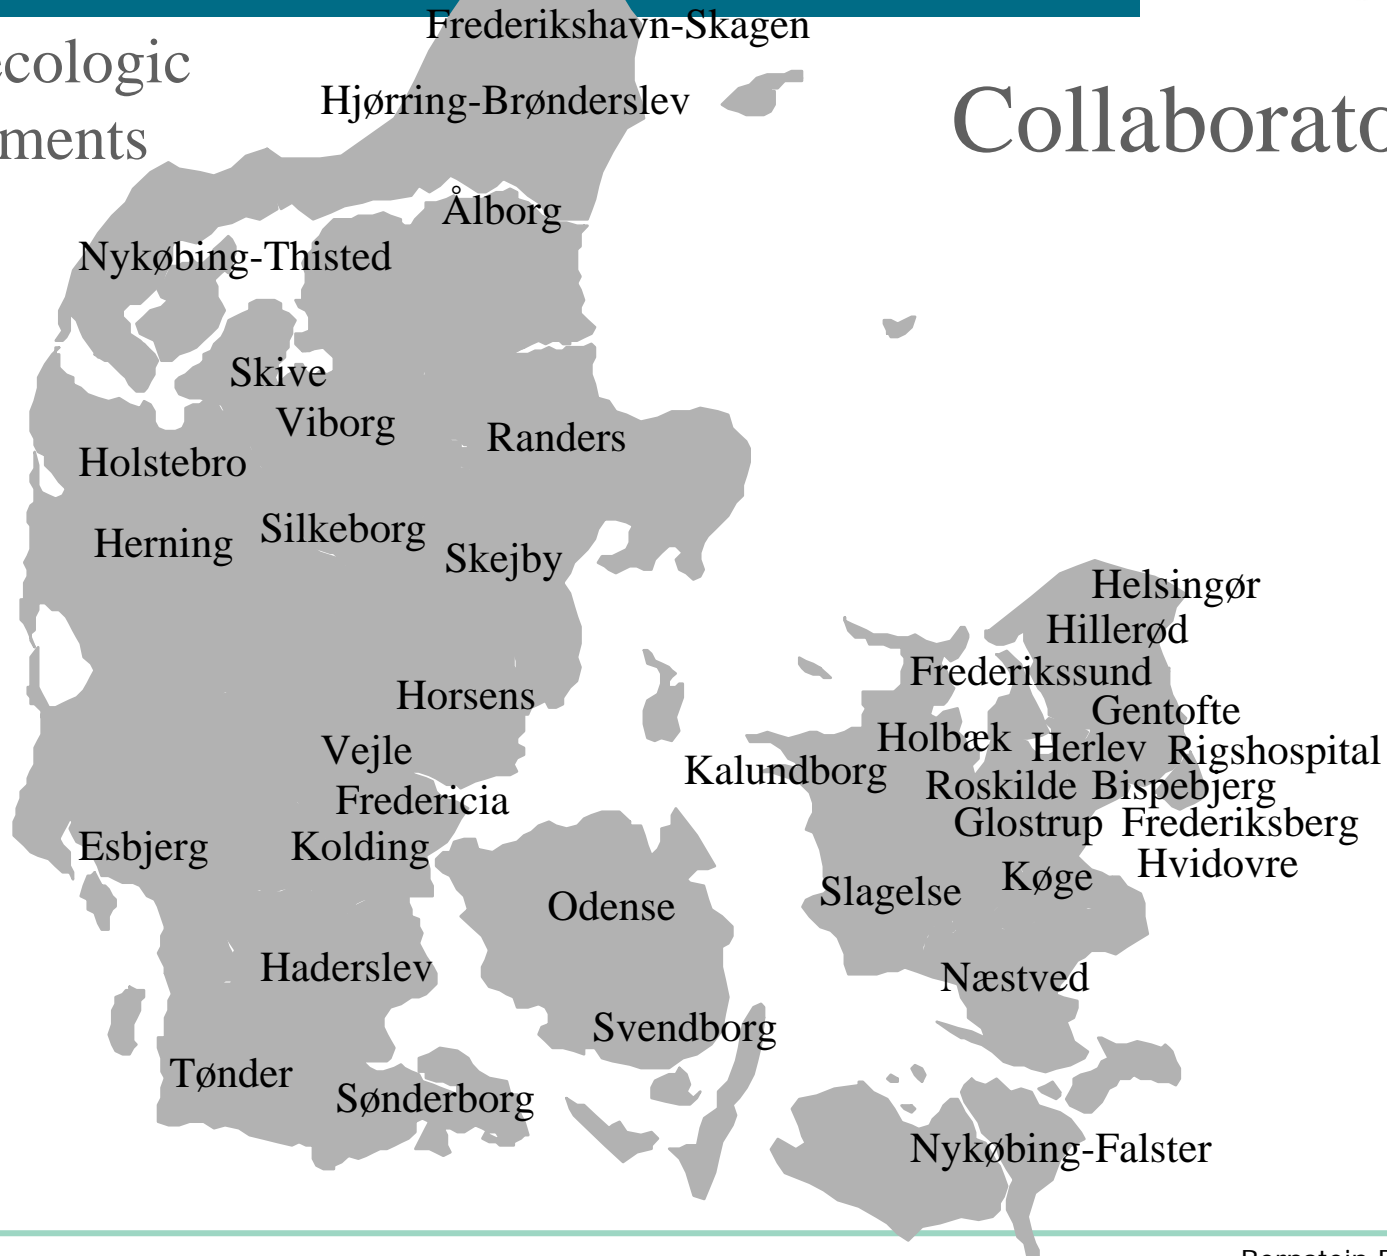 Frederikshavn-Skagen
ecologic
ments
Collaborato
Hjørring-Brønderslev
Ålborg
Nykøbing-Thisted
Skive
Viborg
Randers
Holstebro
Silkeborg
Herning
Skejby
Helsingør
Hillerød
Frederikssund
Horsens
Gentofte
Holbæk Herlev Rigshospital
Vejle
Kalundborg
Roskilde Bispebjerg
Fredericia
Glostrup Frederiksberg
Esbjerg
Kolding
Hvidovre
Køge
Slagelse
Odense
Haderslev
Næstved
Svendborg
Tønder
Sønderborg
Nykøbing-Falster